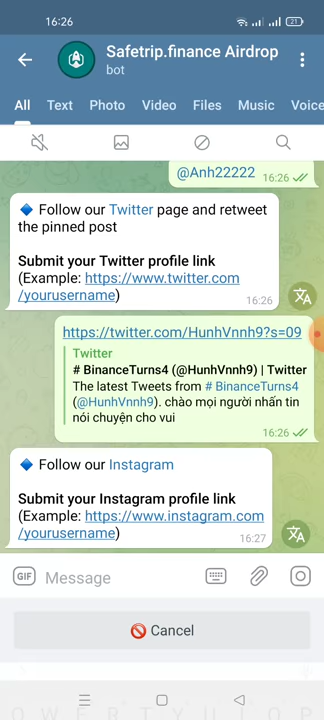 16:26
21
Safetrip.finance Airdrop
bot
All Text Photo Video Files Music Voice
@Anh22222 16:26
Follow our Twitter page and retweet
the pinned post
Submit your Twitter profile link
(Example: https://www.twitter.com
/yourusername)
16:26
https://twitter.com/HunhVnnh9?s=09
Twitter
# BinanceTurns4 (@HunhVnnh9) | Twitter
The latest Tweets from # BinanceTurns4
(@HunhVnnh9). chào mọi người nhấn tin
nói chuyện cho vui
16:26
Follow our Instagram
Submit your Instagram profile link
(Example: https://www.instagram.com
/yourusername)
16:27
GIF Message
Cancel
Q W E R T Y U I O P